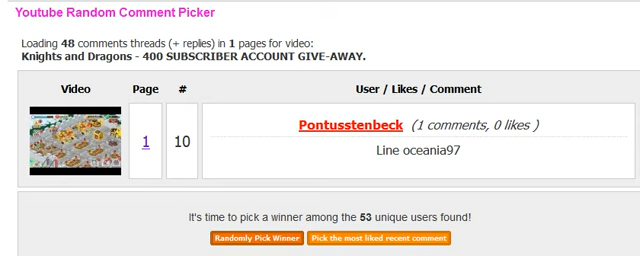 Youtube Random Comment Picker
Loading 48 comments threads (+ replies) in 1 pages for video:
Knights and Dragons - 400 SUBSCRIBER ACCOUNT GIVE-AWAY.
Video Page # User / Likes / Comment
1 10 Pontusstenbeck (1 comments, 0 likes )
Line oceania97
It's time to pick a winner among the 53 unique users found!
Randomly Pick Winner Pick the most liked recent comment